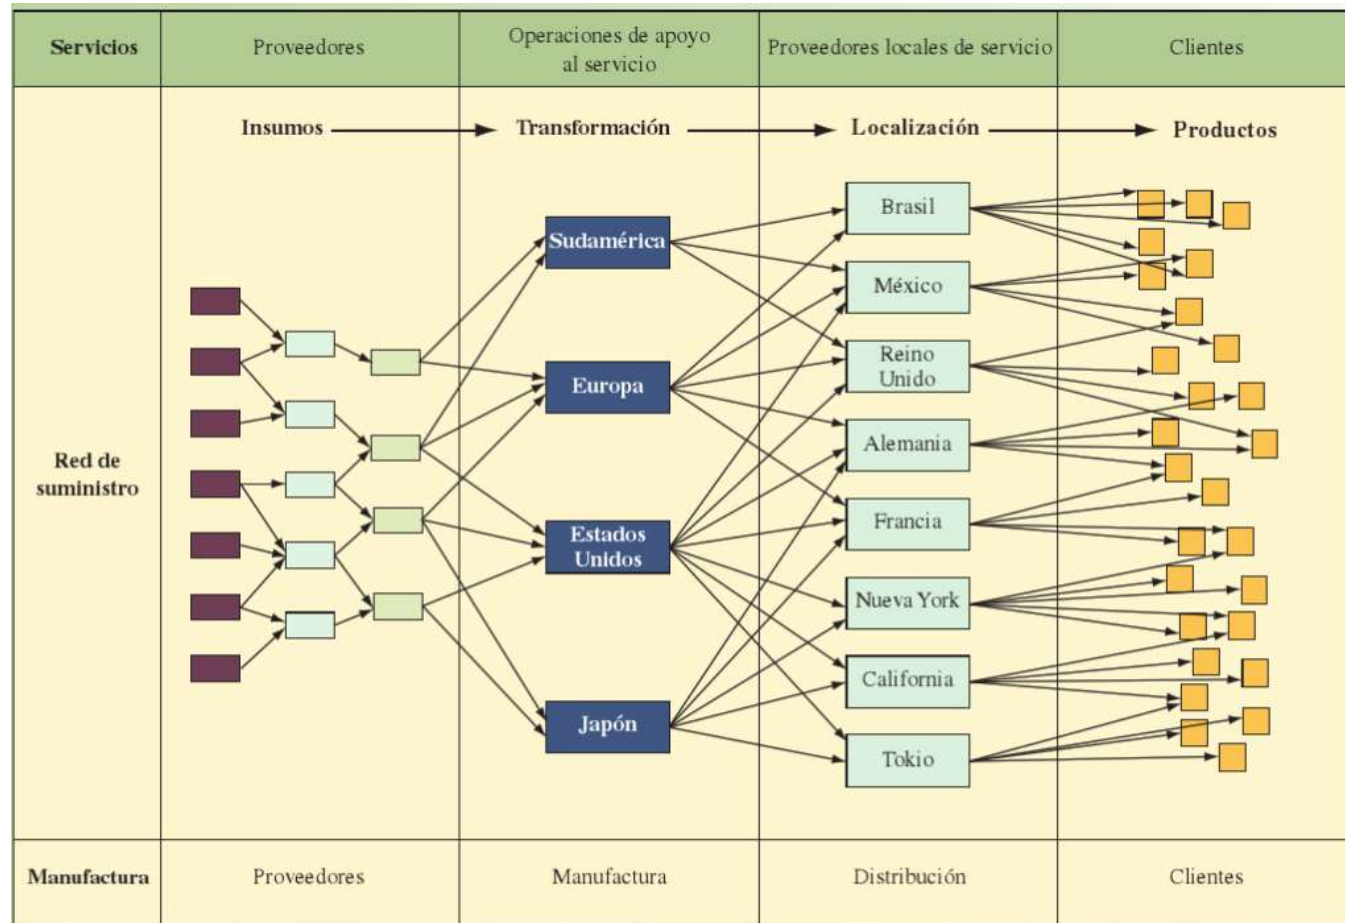 Servicios
Proveedores
Operaciones de apoyo
al servicio
Proveedores locales de servicio
Clientes
Insumos
Transformación
Localización
Productos
Red de
suministro
Sudamérica
Europa
Estados
Unidos
Japón
Brasil
México
Reino
Unido
Alemania
Francia
Nueva York
California
Tokio
Manufactura
Proveedores
Manufactura
Distribución
Clientes